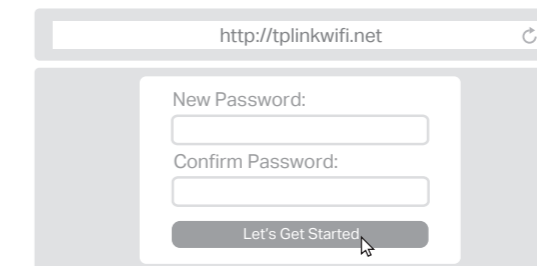 http://tplinkwifi.net
New Password:
Confirm Password:
Let's Get Started